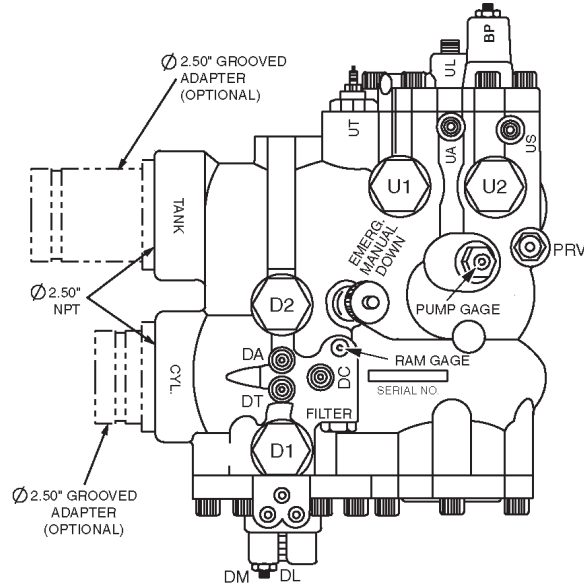 Ø 2.50" GROOVED
ADAPTER
(OPTIONAL)
BP
UL
UT
UA
US
U1
U2
TANK
EMERG.
MANUAL
DOWN
PRV
Ø 2.50"
NPT
D2
PUMP GAGE
CYL.
DA
RAM GAGE
DC
DT
SERIAL NO.
FILTER
D1
Ø 2.50" GROOVED
ADAPTER
(OPTIONAL)
DM
DL